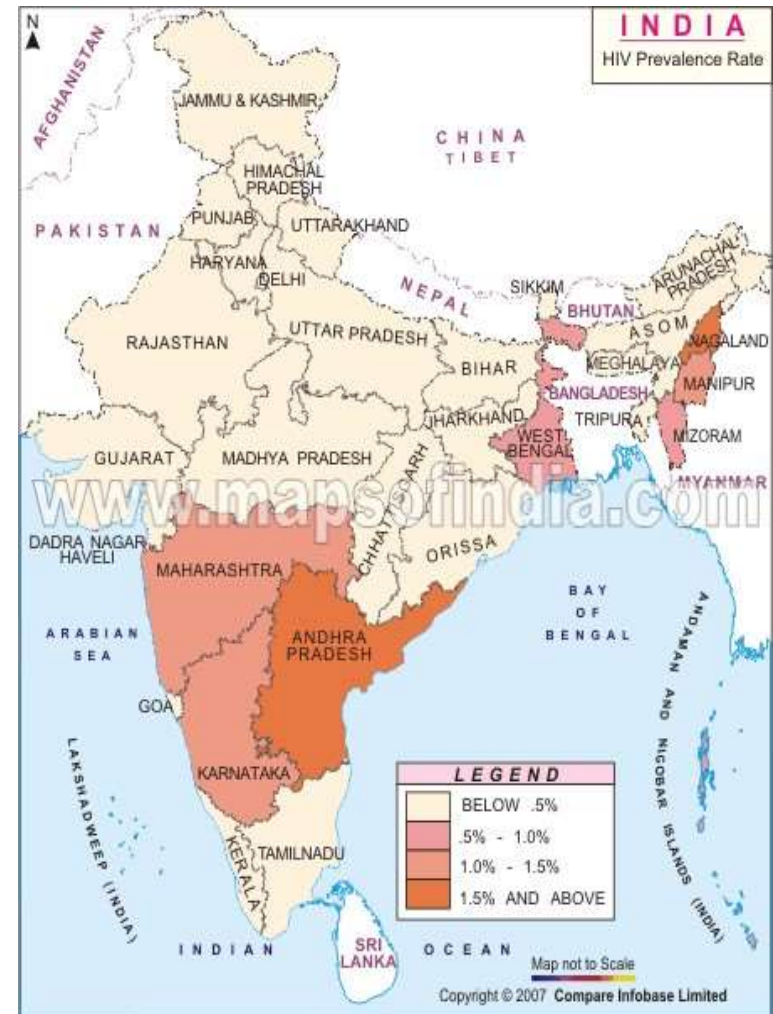 N
INDIA
HIV Prevalence Rate
AFGHANISTAN
JAMMU & KASHMIR
CHINA
TIBET
HIMACHAL
PRADESH
PUNJAB
UTTARAKHAND
PAKISTAN
HARYANA
DELHI
NEPAL
SIKKIM
ARUNACHAL
PRADESH
BHUTAN
RAJASTHAN
UTTAR PRADESH
ASOM
NAGALAND
BIHAR
MEGHALAYA
MANIPUR
BANGLADESH
JHARKHAND
TRIPURA
WEST
BENGAL
MIZORAM
GUJARAT
MADHYA PRADESH
MYANMAR
www.mapsofindia.com
CHHATTISGARH
DADRA NAGAR
HAVELI
ORISSA
MAHARASHTRA
BAY
OF
BENGAL
ARABIAN
SEA
ANDHRA
PRADESH
ANDAMAN AND NICOBAR ISLANDS (INDIA)
GOA
LAKSHADWEEP (INDIA)
KARNATAKA
LEGEND
BELOW .5%
.5% - 1.0%
1.0% - 1.5%
1.5% AND ABOVE
KERALA
TAMILNADU
INDIAN OCEAN
SRI
LANKA
Map not to Scale
Copyright © 2007 Compare Infobase Limited